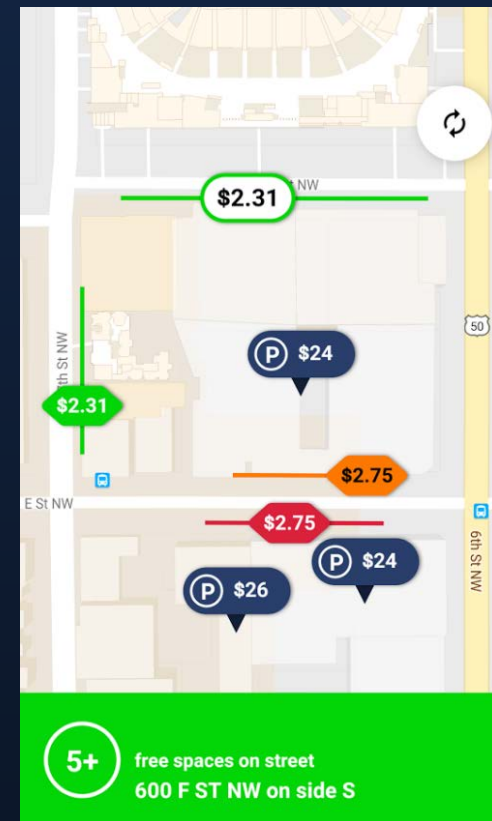 St NW
$2.31
50
P $24
th St NW
$2.31
$2.75
E St NW
$2.75
6th St NW
P $24
P $26
5+
free spaces on street
600 F ST NW on side S